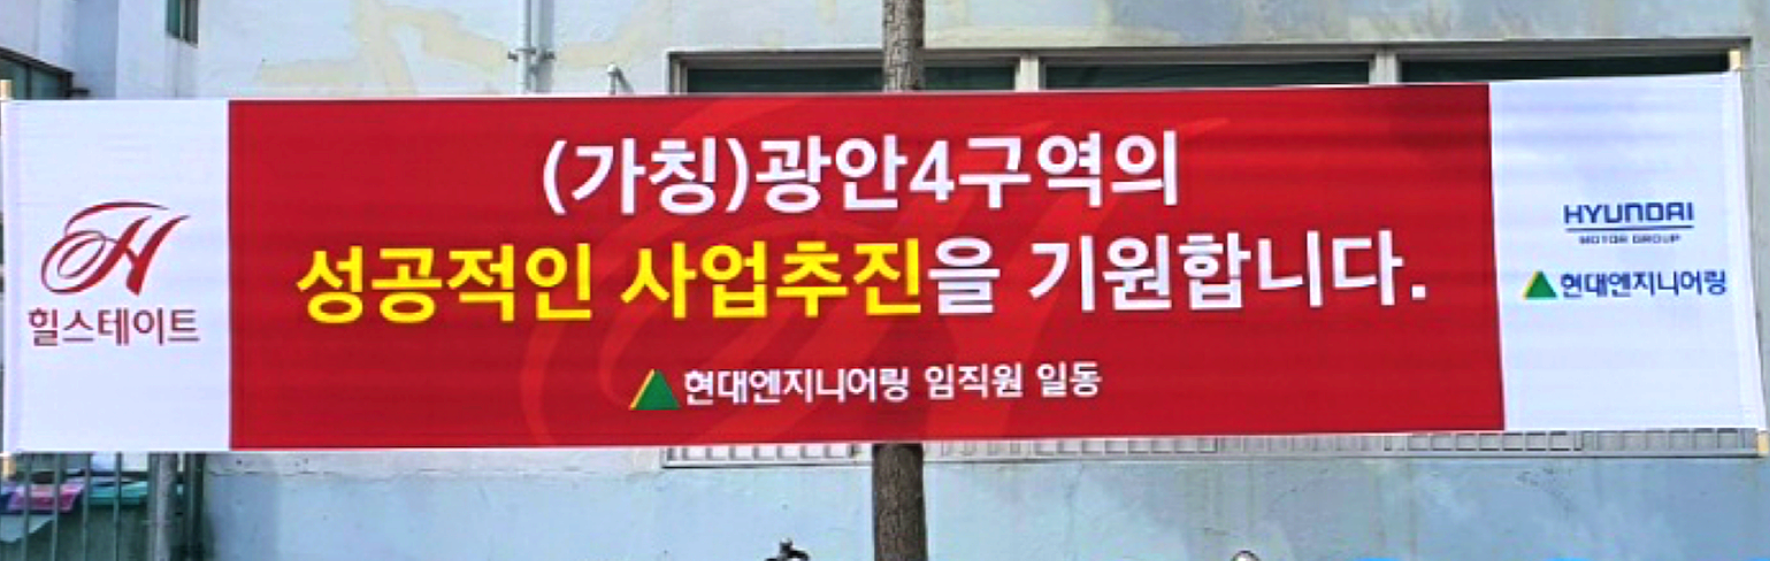 힐스테이트
(가칭)광안4구역의
성공적인 사업추진을 기원합니다.
현대엔지니어링 임직원 일동
HYUNDAI
MOTOR GROUP
현대엔지니어링